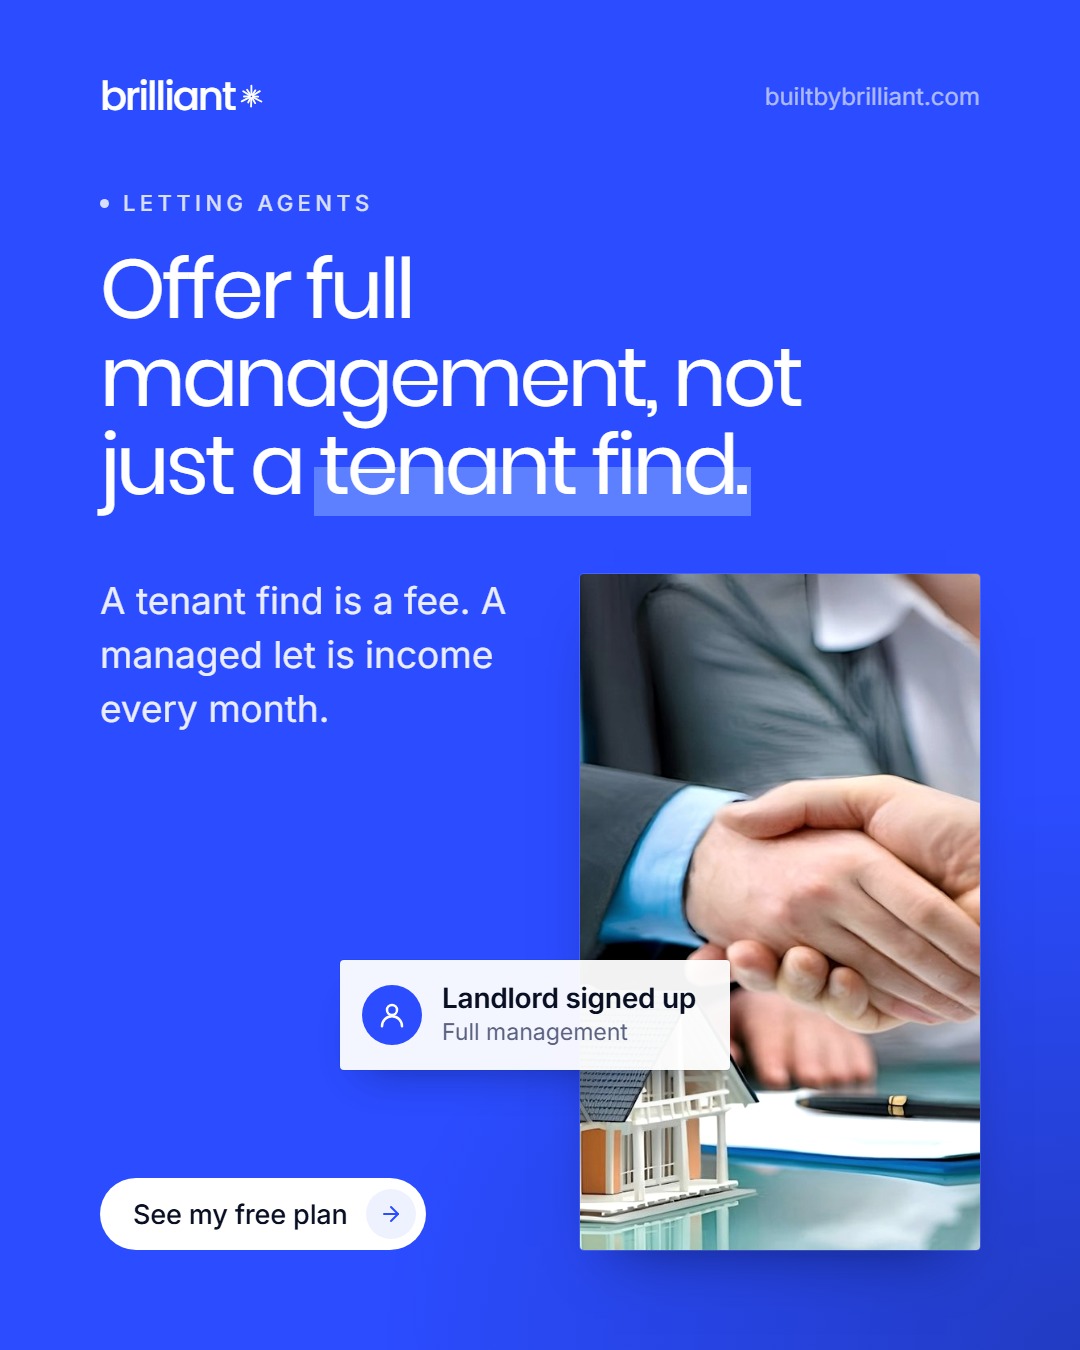 brilliant
builtbybrilliant.com
• LETTING AGENTS
Offer full
management, not
just a tenant find.
A tenant find is a fee. A
managed let is income
every month.
Landlord signed up
Full management
See my free plan